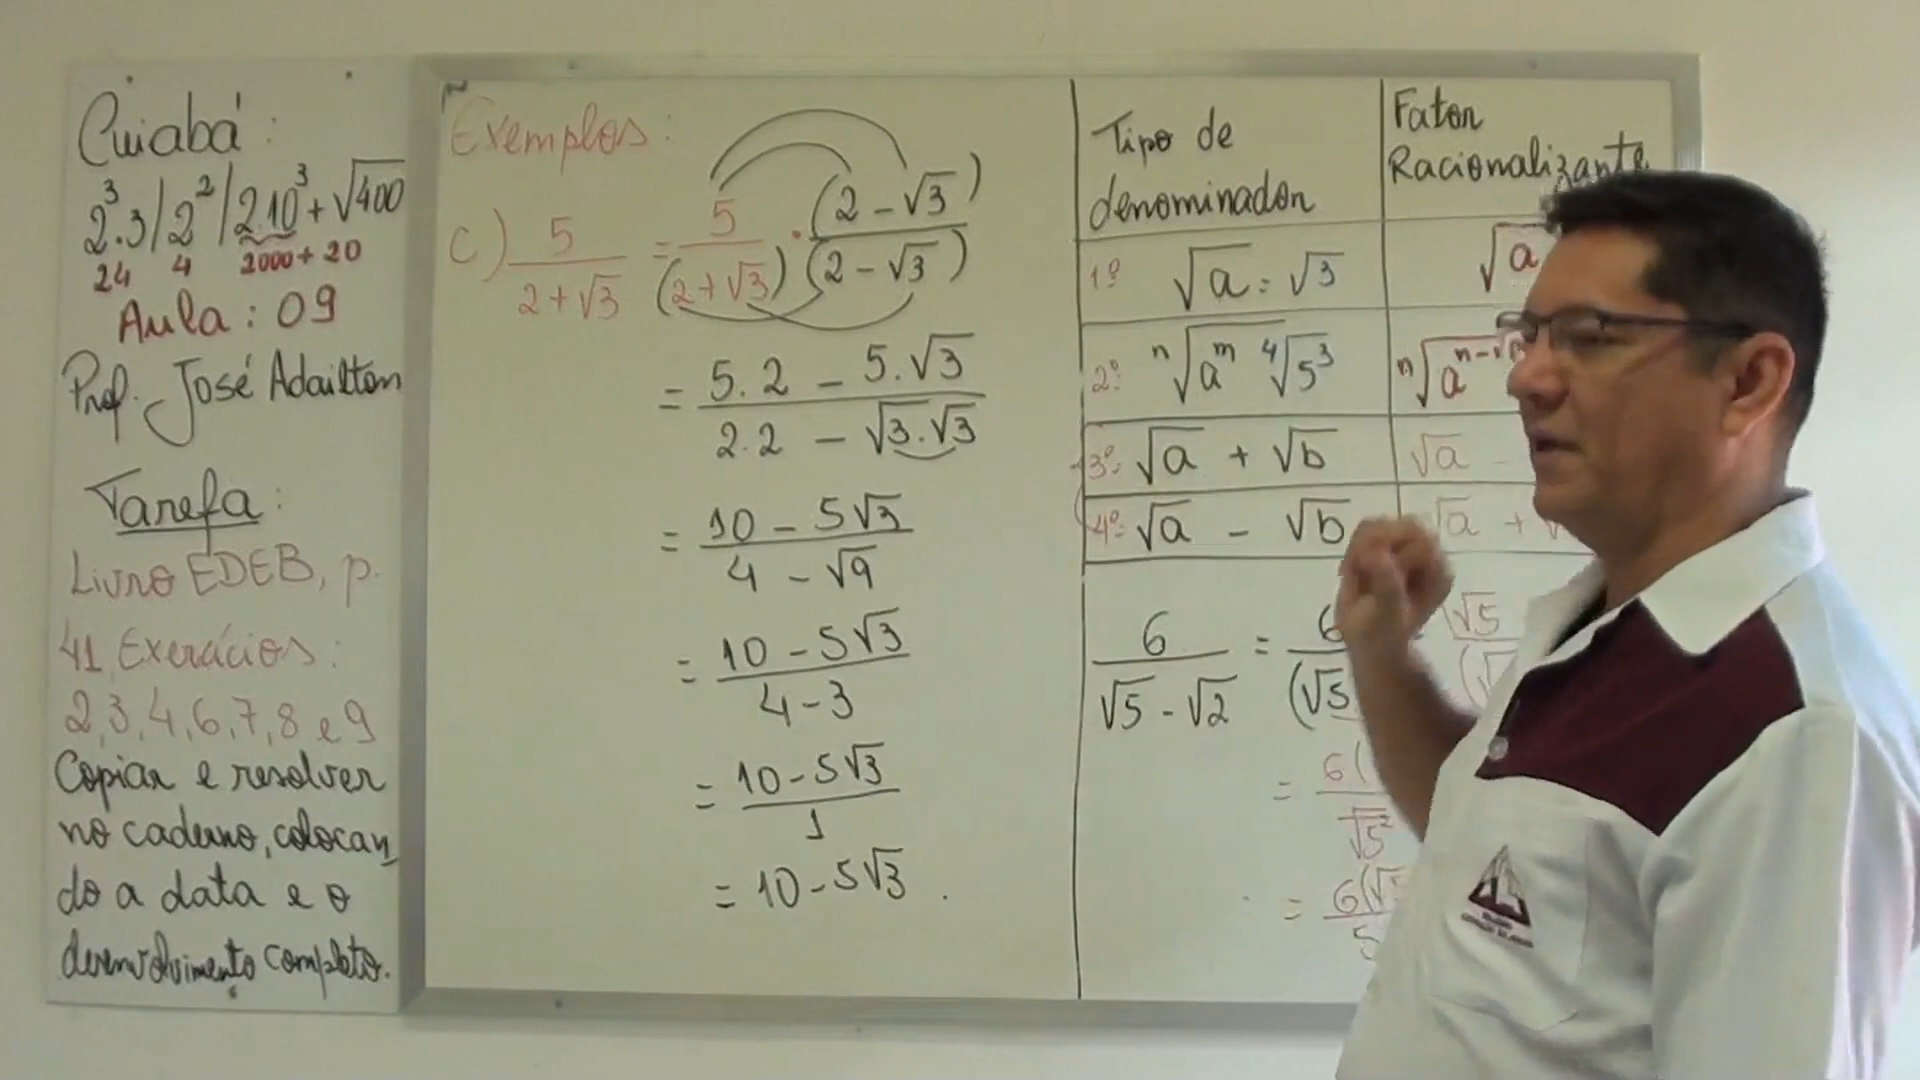 Cuiabá:
2³.3/2²/2.10³+√400
24 4 2000+20
Aula: 09
Prof. José Adailton
Tarefa:
Livro EDEB, p.
41, Exercícios:
2,3,4,6,7,8 e 9
Copiar e resolver
no caderno, colocan
do a data e o
desenvolvimento completo.
Exemplos:
c) 5/(2+√3) = 5/(2+√3) . (2-√3)/(2-√3)
= (5.2 - 5.√3)/(2.2 - √3.√3)
= (10 - 5√3)/(4 - √9)
= (10 - 5√3)/(4-3)
= (10-5√3)/1
= 10-5√3.
Tipo de
denominador
Fator
Racionalizante
1º √a = √3
√a
2º ⁿ√aᵐ ⁴√5³
3º √a + √b
√a -
4º √a - √b
√a +
6/(√5-√2) = 6/(√5
√5
= 6(
√5²
= 6(√5
5